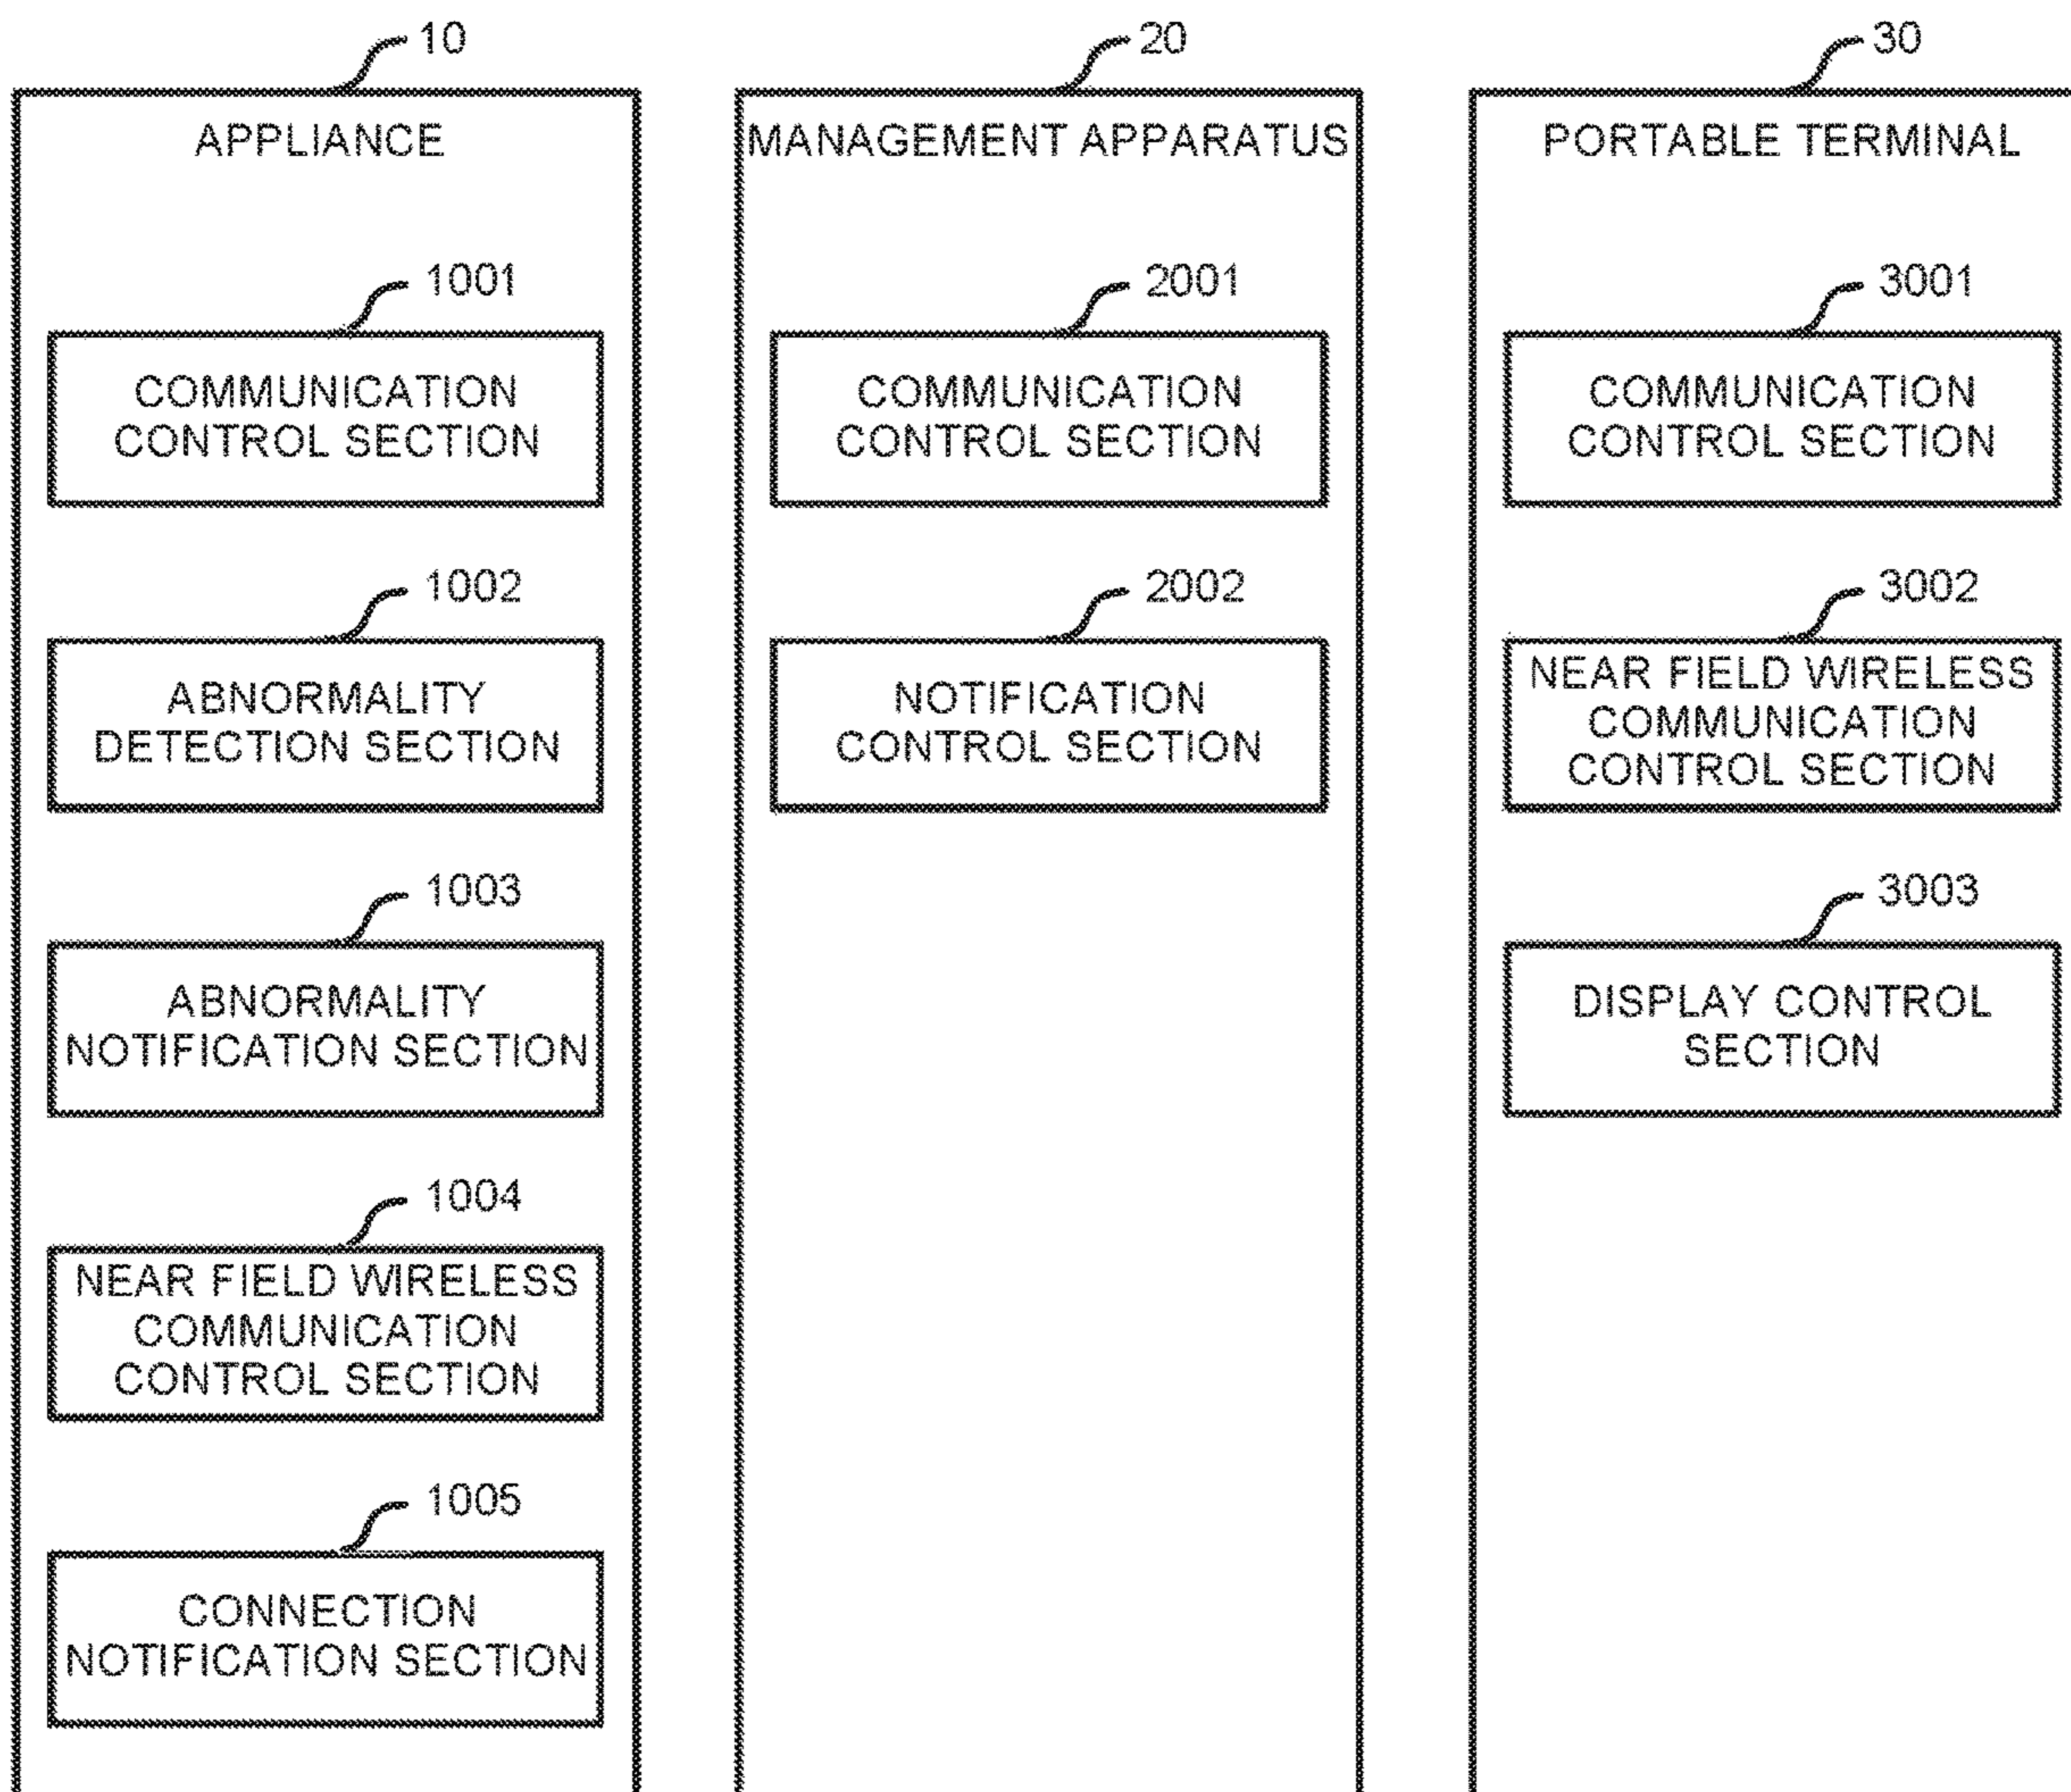 10
APPLIANCE
1001
COMMUNICATION
CONTROL SECTION
1002
ABNORMALITY
DETECTION SECTION
1003
ABNORMALITY
NOTIFICATION SECTION
1004
NEAR FIELD WIRELESS
COMMUNICATION
CONTROL SECTION
1005
CONNECTION
NOTIFICATION SECTION
20
MANAGEMENT APPARATUS
2001
COMMUNICATION
CONTROL SECTION
2002
NOTIFICATION
CONTROL SECTION
30
PORTABLE TERMINAL
3001
COMMUNICATION
CONTROL SECTION
3002
NEAR FIELD WIRELESS
COMMUNICATION
CONTROL SECTION
3003
DISPLAY CONTROL
SECTION